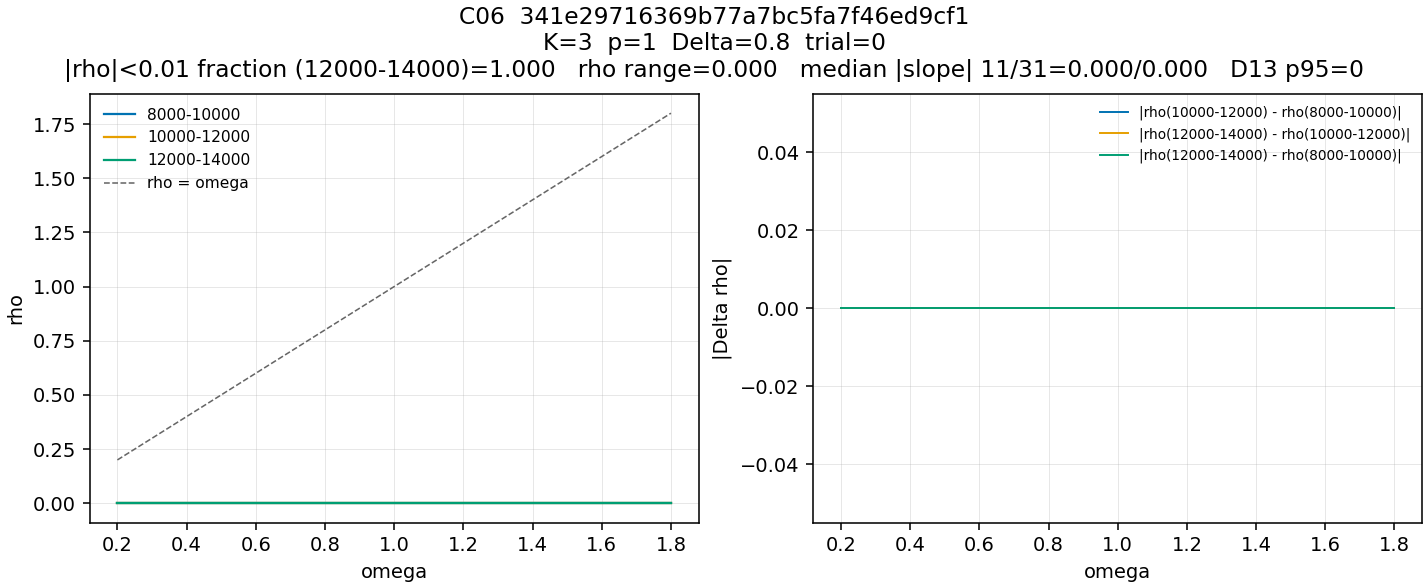 C06  341e29716369b77a7bc5fa7f46ed9cf1
K=3  p=1  Delta=0.8  trial=0
|rho|<0.01 fraction (12000-14000)=1.000   rho range=0.000   median |slope| 11/31=0.000/0.000   D13 p95=0
8000-10000
10000-12000
12000-14000
rho = omega
1.75
1.50
1.25
1.00
0.75
0.50
0.25
0.00
rho
0.2 0.4 0.6 0.8 1.0 1.2 1.4 1.6 1.8
omega
|rho(10000-12000) - rho(8000-10000)|
|rho(12000-14000) - rho(10000-12000)|
|rho(12000-14000) - rho(8000-10000)|
0.04
0.02
0.00
−0.02
−0.04
|Delta rho|
0.2 0.4 0.6 0.8 1.0 1.2 1.4 1.6 1.8
omega